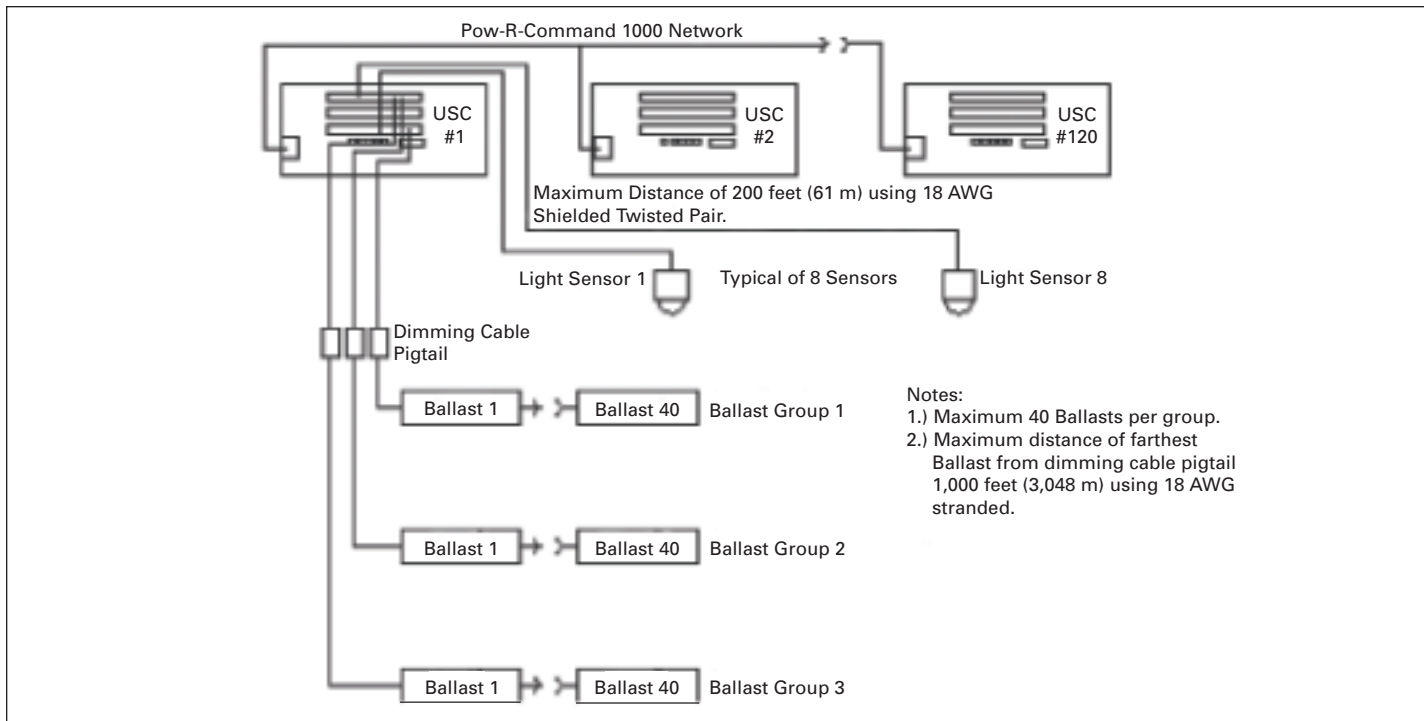 Pow-R-Command 1000 Network
USC
#1
USC
#2
USC
#120
Maximum Distance of 200 feet (61 m) using 18 AWG
Shielded Twisted Pair.
Light Sensor 1
Typical of 8 Sensors
Light Sensor 8
Dimming Cable
Pigtail
Ballast 1
Ballast 40
Ballast Group 1
Notes:
1.) Maximum 40 Ballasts per group.
2.) Maximum distance of farthest
Ballast from dimming cable pigtail
1,000 feet (3,048 m) using 18 AWG
stranded.
Ballast 1
Ballast 40
Ballast Group 2
Ballast 1
Ballast 40
Ballast Group 3